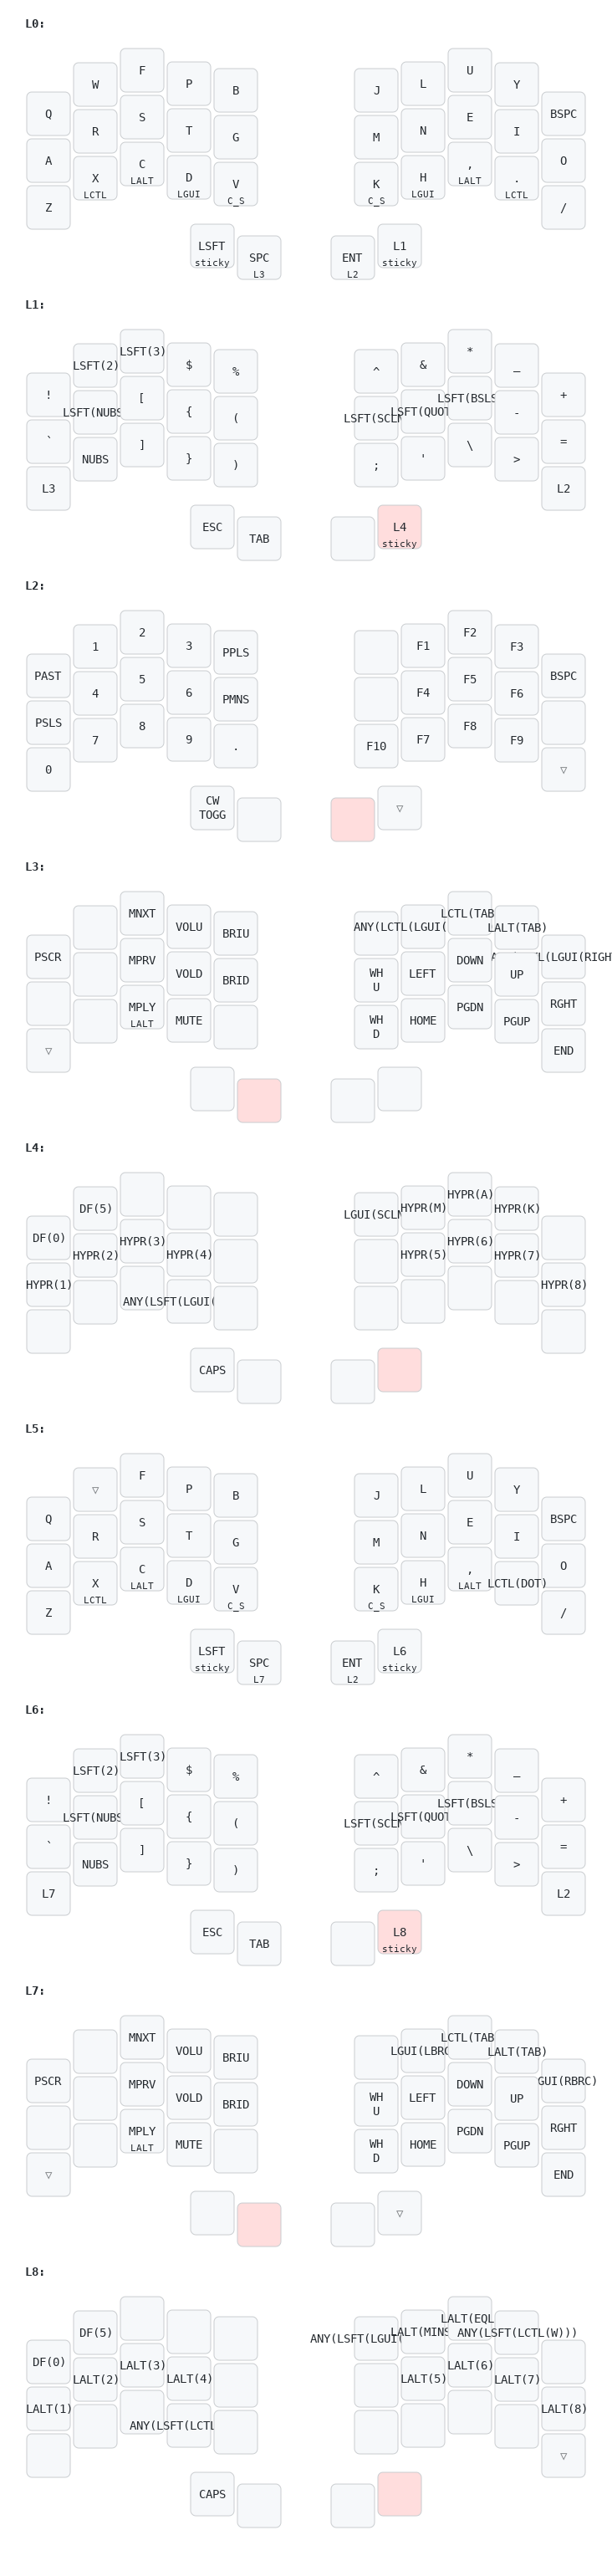 L0:
Q W F P B J L U Y BSPC
A R S T G M N E I O
Z X LCTL C LALT D LGUI V C_S K C_S H LGUI , LALT . LCTL /
LSFT sticky SPC L3 ENT L2 L1 sticky
L1:
! LSFT(2) LSFT(3) $ % ^ & * _ +
` LSFT(NUBS [ { ( LSFT(SCLN LSFT(QUOT LSFT(BSLS - =
L3 NUBS ] } ) ; ' \ > L2
ESC TAB L4 sticky
L2:
PAST 1 2 3 PPLS F1 F2 F3 BSPC
PSLS 4 5 6 PMNS F4 F5 F6
0 7 8 9 . F10 F7 F8 F9 ▽
CW TOGG ▽
L3:
PSCR MNXT VOLU BRIU ANY(LCTL(LGUI( LCTL(TAB LALT(TAB) L(LGUI(RIGH
MPRV VOLD BRID WH U LEFT DOWN UP RGHT
▽ MPLY LALT MUTE WH D HOME PGDN PGUP END
L4:
DF(0) DF(5) LGUI(SCLN HYPR(M) HYPR(A) HYPR(K)
HYPR(1) HYPR(2) HYPR(3) HYPR(4) HYPR(5) HYPR(6) HYPR(7) HYPR(8)
ANY(LSFT(LGUI(
CAPS
L5:
Q ▽ F P B J L U Y BSPC
A R S T G M N E I O
Z X LCTL C LALT D LGUI V C_S K C_S H LGUI , LALT LCTL(DOT) /
LSFT sticky SPC L7 ENT L2 L6 sticky
L6:
! LSFT(2) LSFT(3) $ % ^ & * _ +
` LSFT(NUBS [ { ( LSFT(SCLN LSFT(QUOT LSFT(BSLS - =
L7 NUBS ] } ) ; ' \ > L2
ESC TAB L8 sticky
L7:
PSCR MNXT VOLU BRIU LGUI(LBRC LCTL(TAB LALT(TAB) GUI(RBRC)
MPRV VOLD BRID WH U LEFT DOWN UP RGHT
▽ MPLY LALT MUTE WH D HOME PGDN PGUP END
▽
L8:
DF(0) DF(5) ANY(LSFT(LGUI( LALT(MINS LALT(EQL ANY(LSFT(LCTL(W)))
LALT(1) LALT(2) LALT(3) LALT(4) LALT(5) LALT(6) LALT(7) LALT(8)
ANY(LSFT(LCTL ▽
CAPS